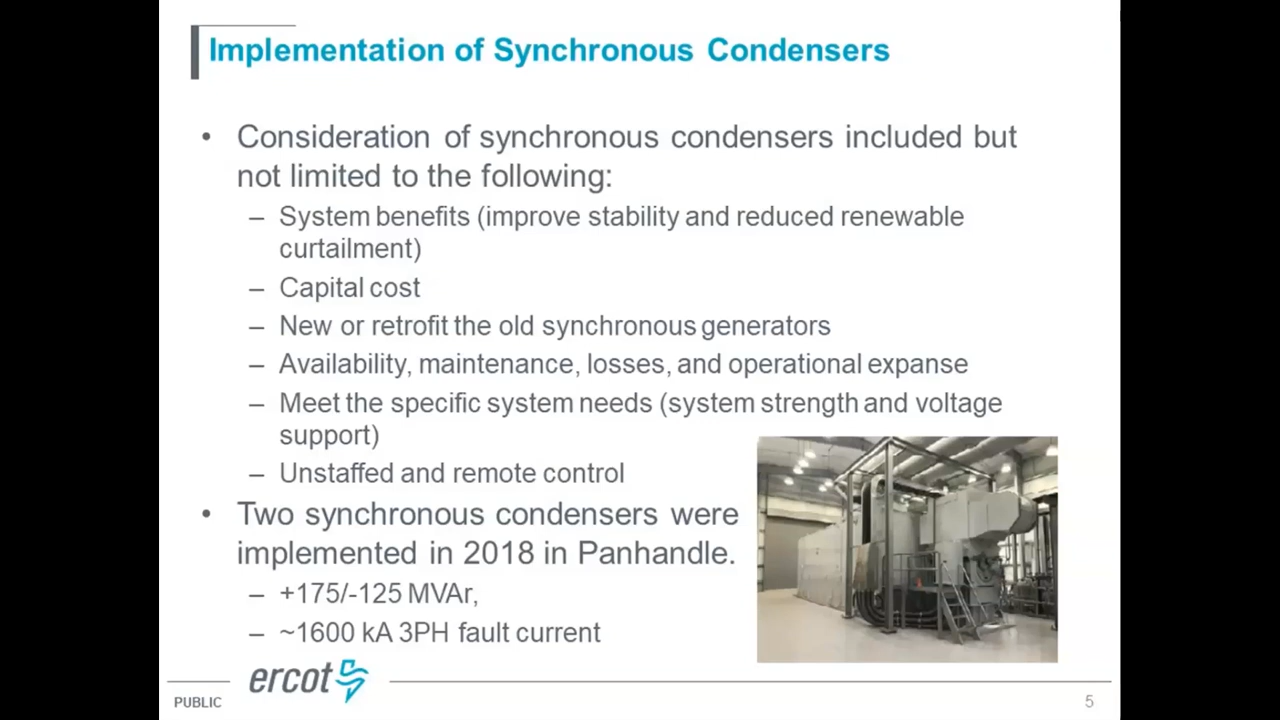 Implementation of Synchronous Condensers
• Consideration of synchronous condensers included but
not limited to the following:
– System benefits (improve stability and reduced renewable
curtailment)
– Capital cost
– New or retrofit the old synchronous generators
– Availability, maintenance, losses, and operational expanse
– Meet the specific system needs (system strength and voltage
support)
– Unstaffed and remote control
• Two synchronous condensers were
implemented in 2018 in Panhandle.
– +175/-125 MVAr,
– ~1600 kA 3PH fault current
ercot
PUBLIC
5